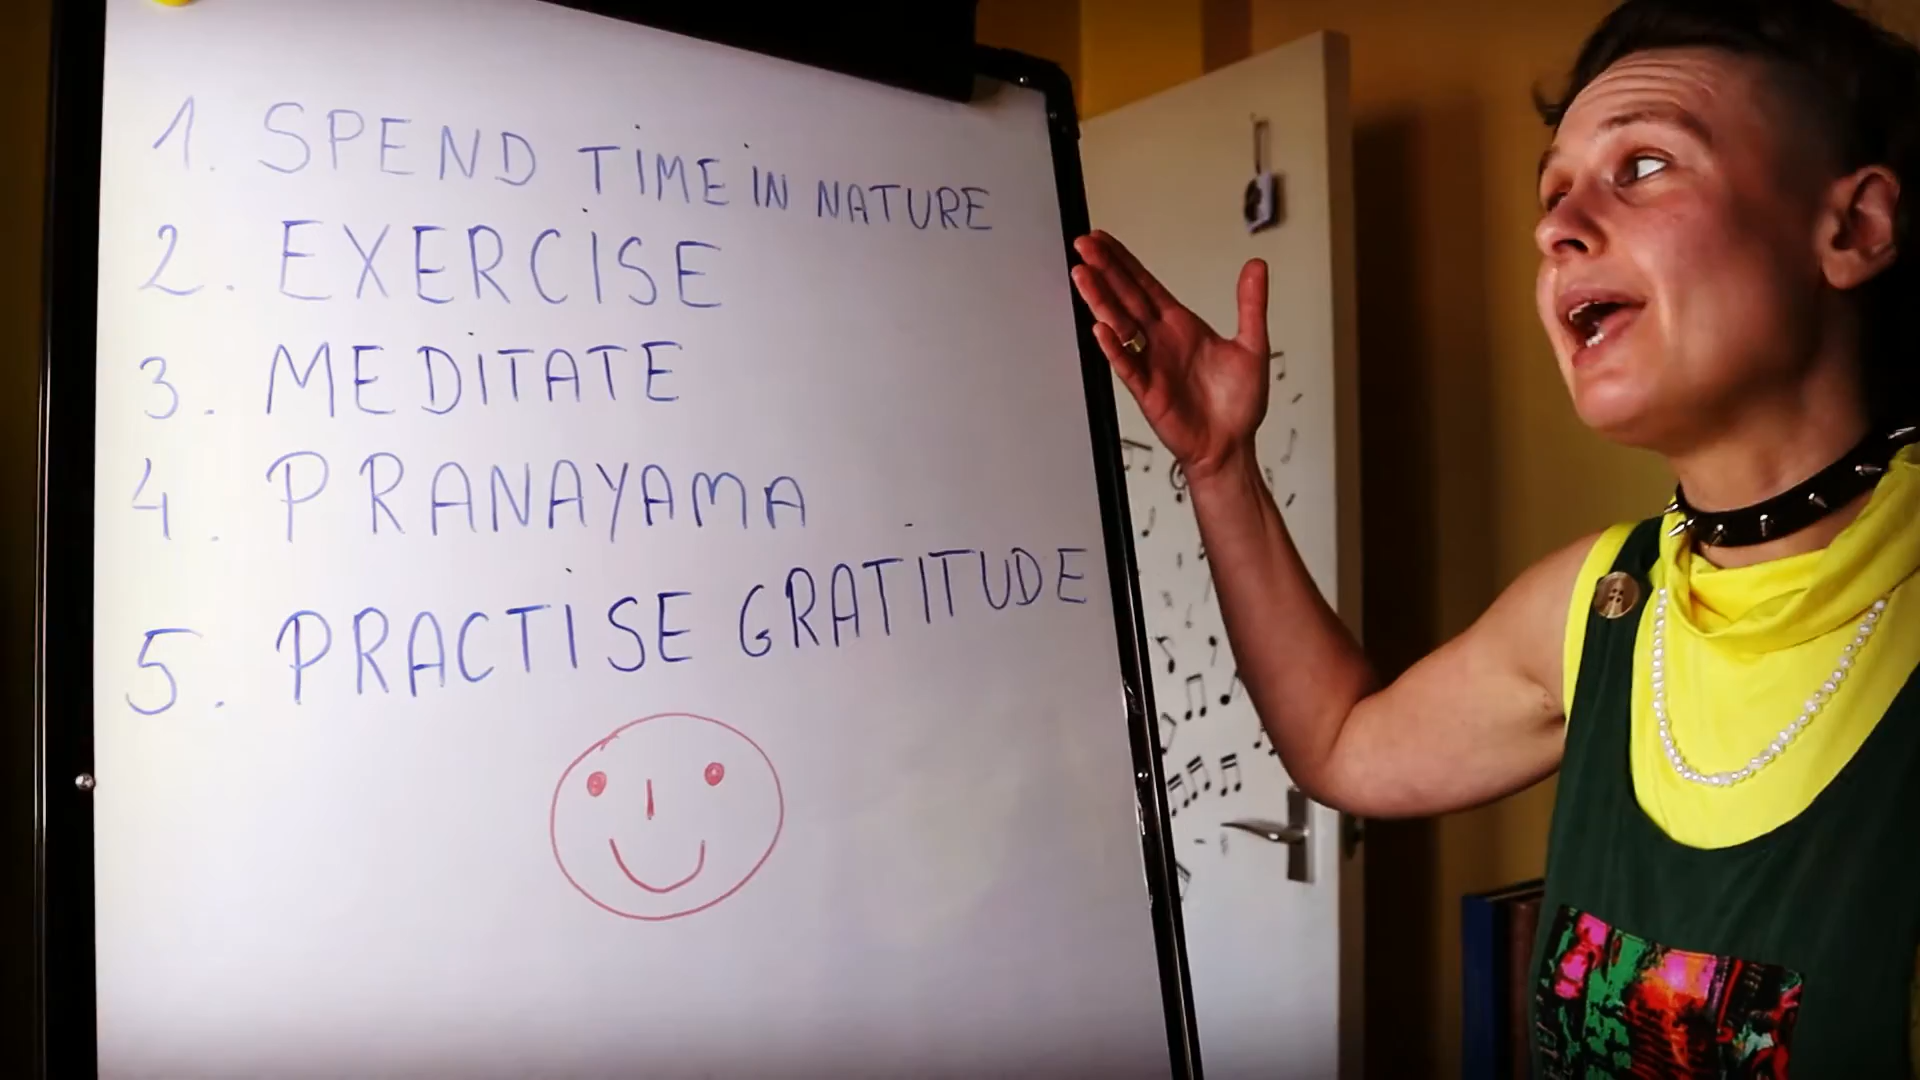 1. SPEND TIME IN NATURE
2. EXERCISE
3. MEDITATE
4. PRANAYAMA
5. PRACTISE GRATITUDE